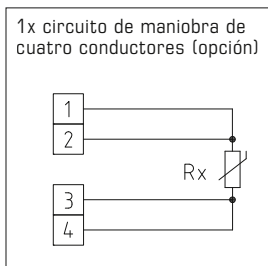 1x circuito de maniobra de
cuatro conductores (opción)
1
2
Rx
3
4